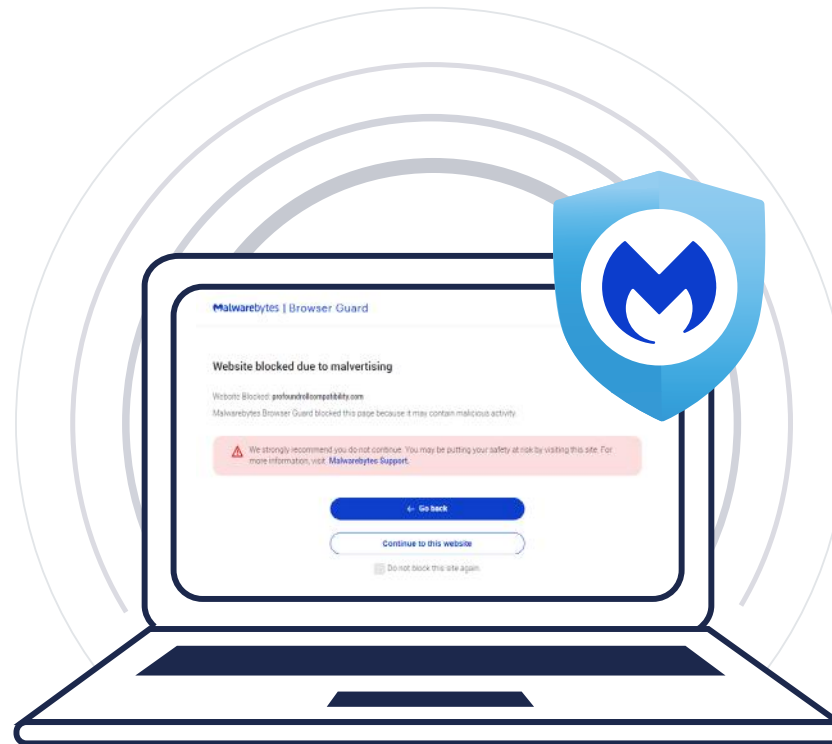 Malwarebytes | Browser Guard
Website blocked due to malvertising
Website Blocked: profoundrollcompatibility.com
Malwarebytes Browser Guard blocked this page because it may contain malicious activity.
We strongly recommend you do not continue. You may be putting your safety at risk by visiting this site. For
more information, visit Malwarebytes Support.
← Go back
Continue to this website
Do not block this site again